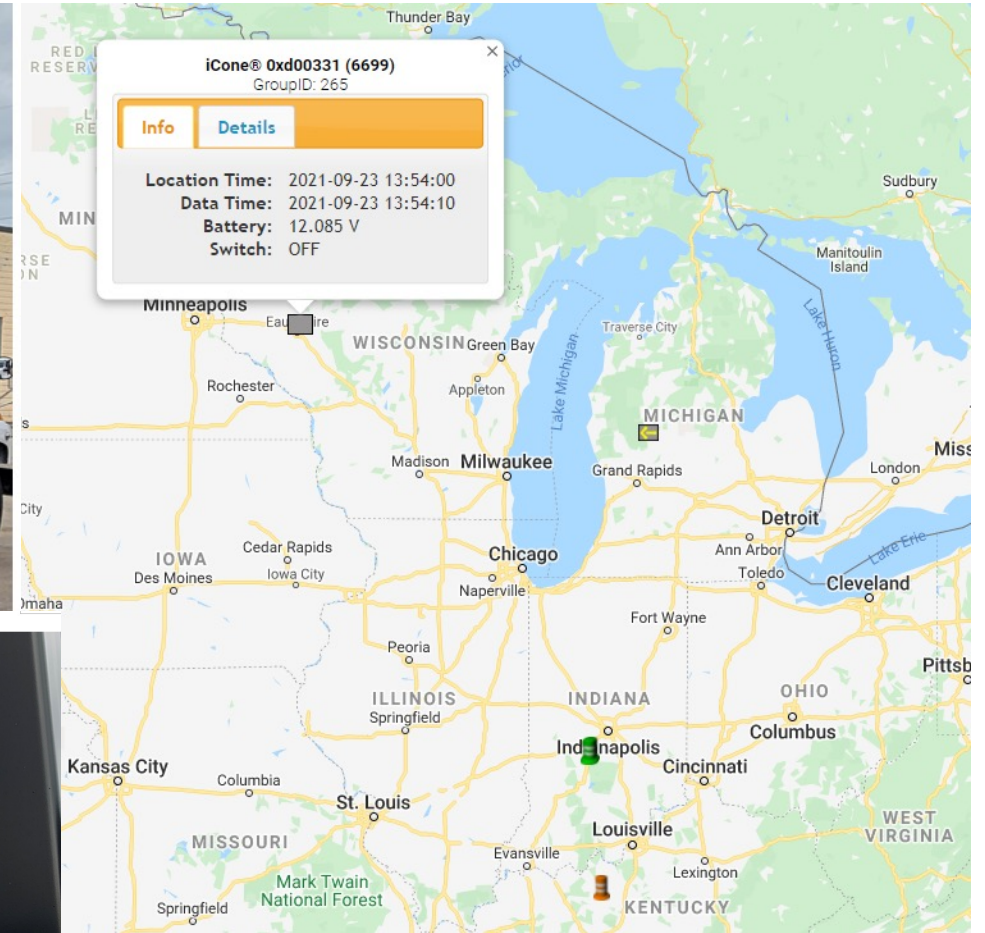 Thunder Bay
iCone® 0xd00331 (6699)
GroupID: 265
Info
Details
Location Time: 2021-09-23 13:54:00
Data Time: 2021-09-23 13:54:10
Battery: 12.085 V
Switch: OFF
RED
RESERV
MIN
Sudbury
Manitoulin
Island
Minneapolis
WISCONSIN
Green Bay
Traverse City
Lake Michigan
Lake Huron
Rochester
Appleton
MICHIGAN
Madison
Milwaukee
Grand Rapids
London
Miss
City
Detroit
IOWA
Cedar Rapids
Chicago
Ann Arbor
Lake Erie
Des Moines
Iowa City
Naperville
Toledo
Cleveland
Omaha
Fort Wayne
Peoria
Pittsb
ILLINOIS
INDIANA
OHIO
Springfield
Columbus
Kansas City
Cincinnati
Columbia
St. Louis
Louisville
WEST
VIRGINIA
MISSOURI
Evansville
Lexington
Mark Twain
National Forest
Springfield
KENTUCKY